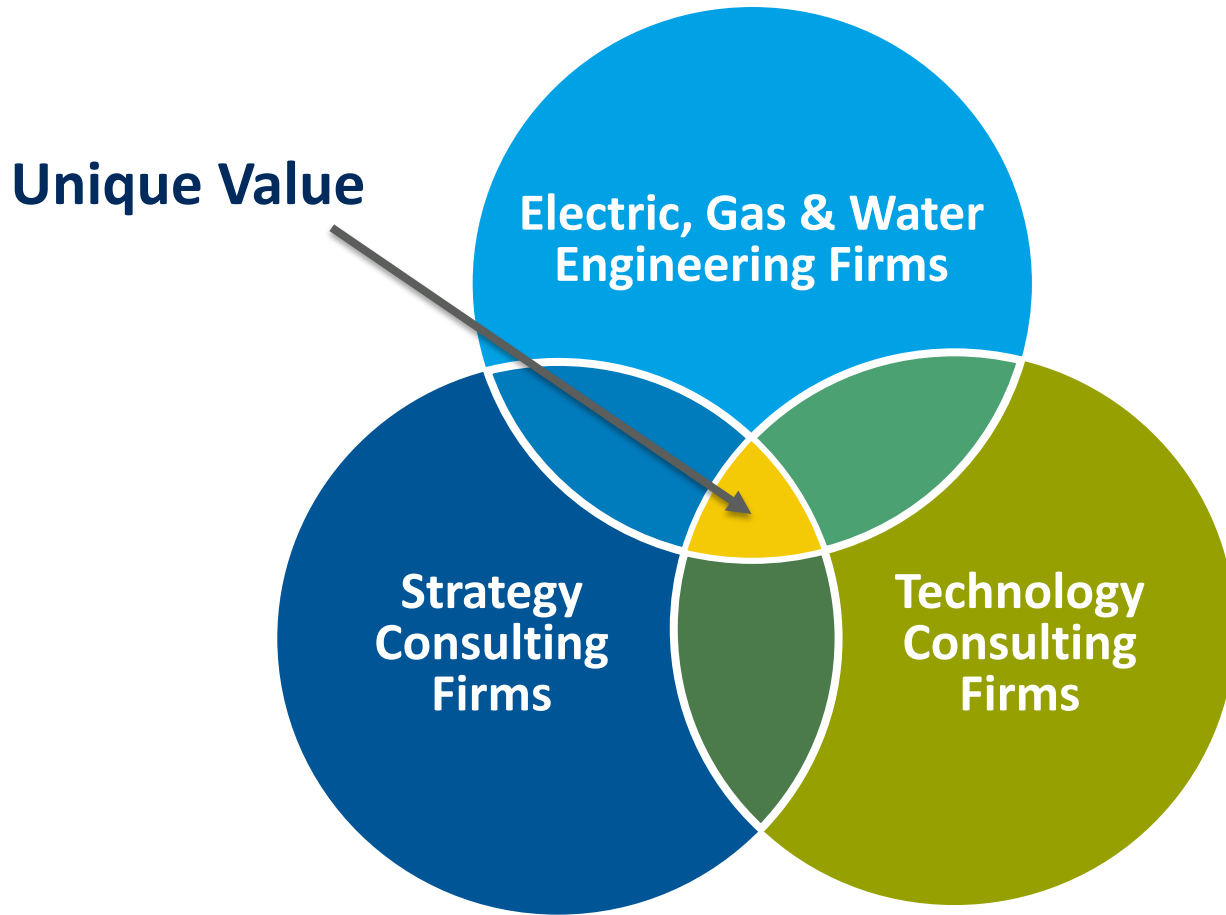 Unique Value
Electric, Gas & Water
Engineering Firms
Strategy
Consulting
Firms
Technology
Consulting
Firms